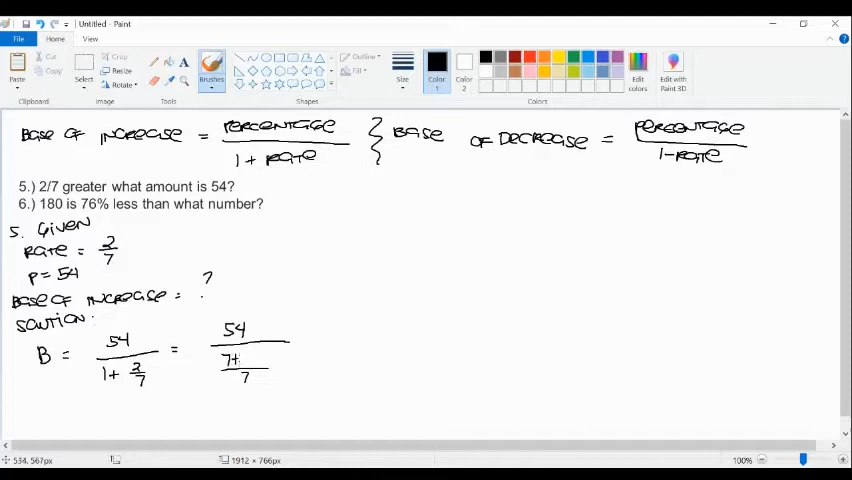 Untitled - Paint
File Home View
Paste Cut Copy Select Crop Resize Rotate A Brushes Outline Fill Size Color 1 Color 2 Edit colors Edit with Paint 3D
Clipboard Image Tools Shapes Colors
BASE OF INCREASE = PERCENTAGE / 1 + RATE } BASE OF DECREASE = PERCENTAGE / 1 - RATE
5.) 2/7 greater what amount is 54?
6.) 180 is 76% less than what number?
5. GIVEN
RATE = 2/7
P = 54
BASE OF INCREASE = ?
SOLUTION:
B = 54 / 1 + 2/7 = 54 / 7+ / 7
534, 567px 1912 × 766px 100%